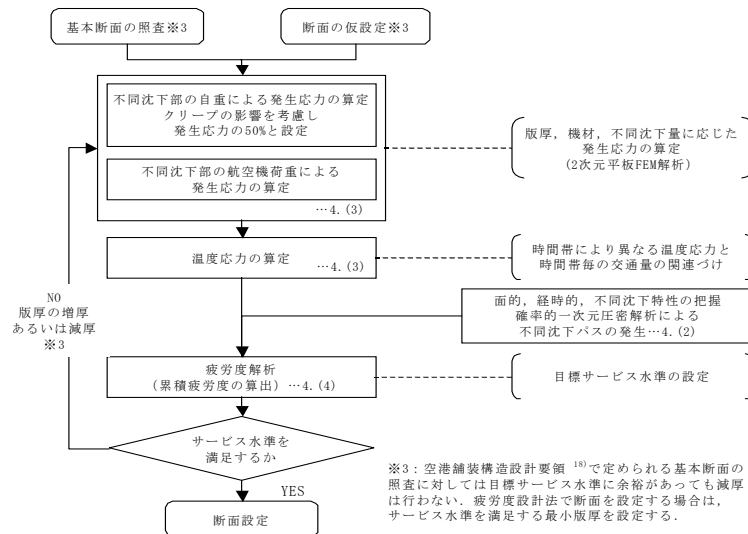 基本断面の照査※3
断面の仮設定※3
不同沈下部の自重による発生応力の算定
クリープの影響を考慮し
発生応力の50%と設定
不同沈下部の航空機荷重による
発生応力の算定
…4.(3)
版厚，機材，不同沈下量に応じた
発生応力の算定
(2次元平板FEM解析)
温度応力の算定
…4.(3)
時間帯により異なる温度応力と
時間帯毎の交通量の関連づけ
NO
版厚の増厚
あるいは減厚
※3
面的，経時的，不同沈下特性の把握
確率的一次元圧密解析による
不同沈下パスの発生…4.(2)
疲労度解析
(累積疲労度の算出)…4.(4)
目標サービス水準の設定
サービス水準を
満足するか
YES
断面設定
※3：空港舗装構造設計要領 18)で定められる基本断面の
照査に対しては目標サービス水準に余裕があっても減厚
は行わない．疲労度設計法で断面を設定する場合は，
サービス水準を満足する最小版厚を設定する．